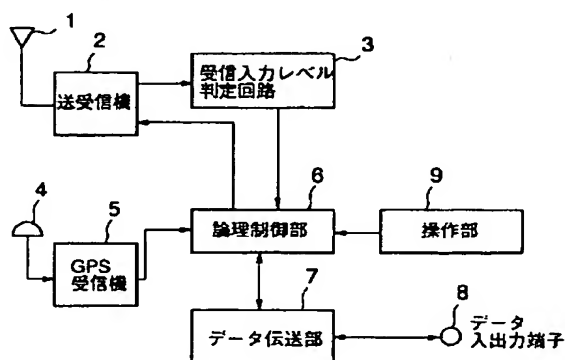 1
2
送受信機
3
受信入力レベル
判定回路
4
5
GPS
受信機
6
論理制御部
9
操作部
7
データ伝送部
8
データ
入出力端子